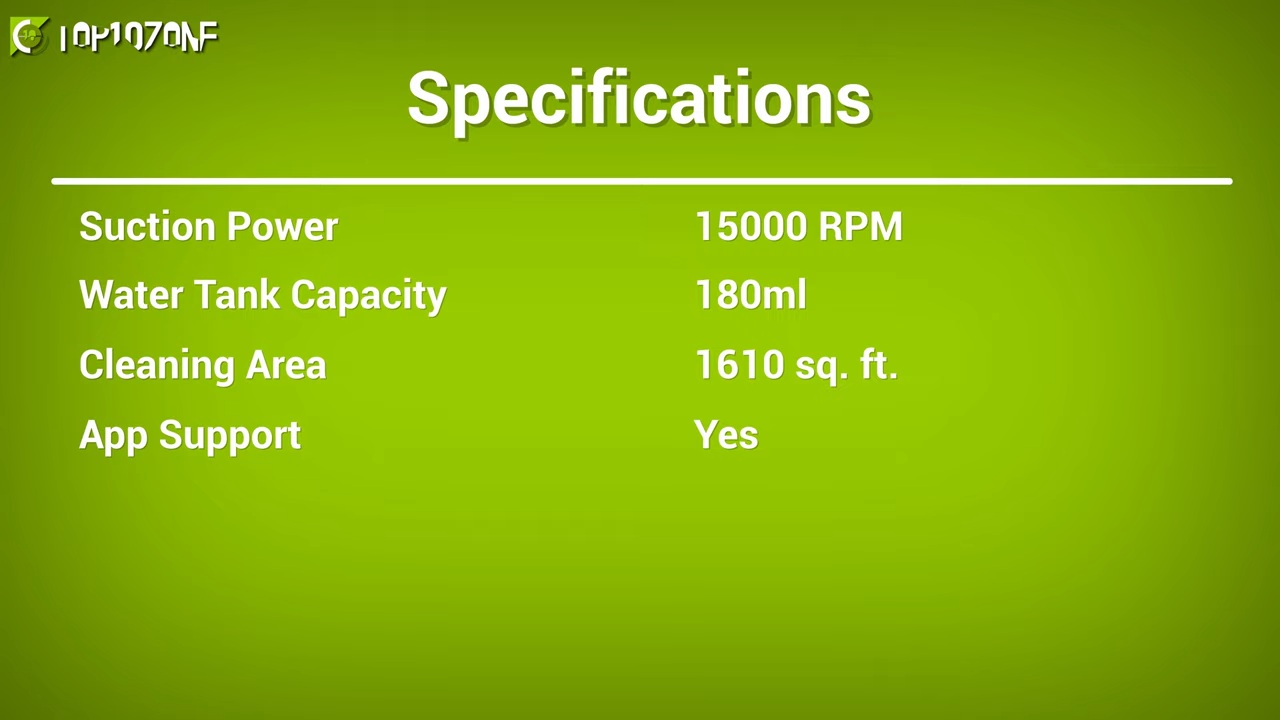 Specifications
Suction Power 15000 RPM
Water Tank Capacity 180ml
Cleaning Area 1610 sq. ft.
App Support Yes